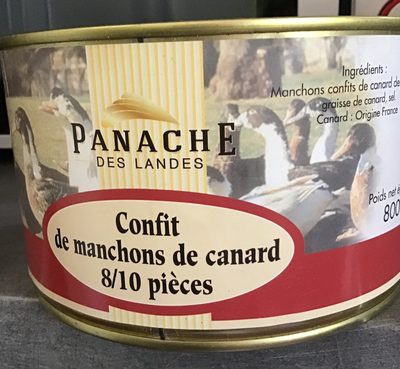 PANACHE
DES LANDES
Confit
de manchons de canard
8/10 pièces
Ingrédients :
Manchons confits de canard de
graisse de canard, sel.
Canard : Origine France
Poids net
800